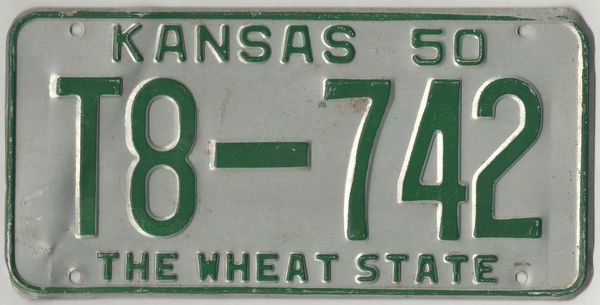 KANSAS 50
T8-742
THE WHEAT STATE